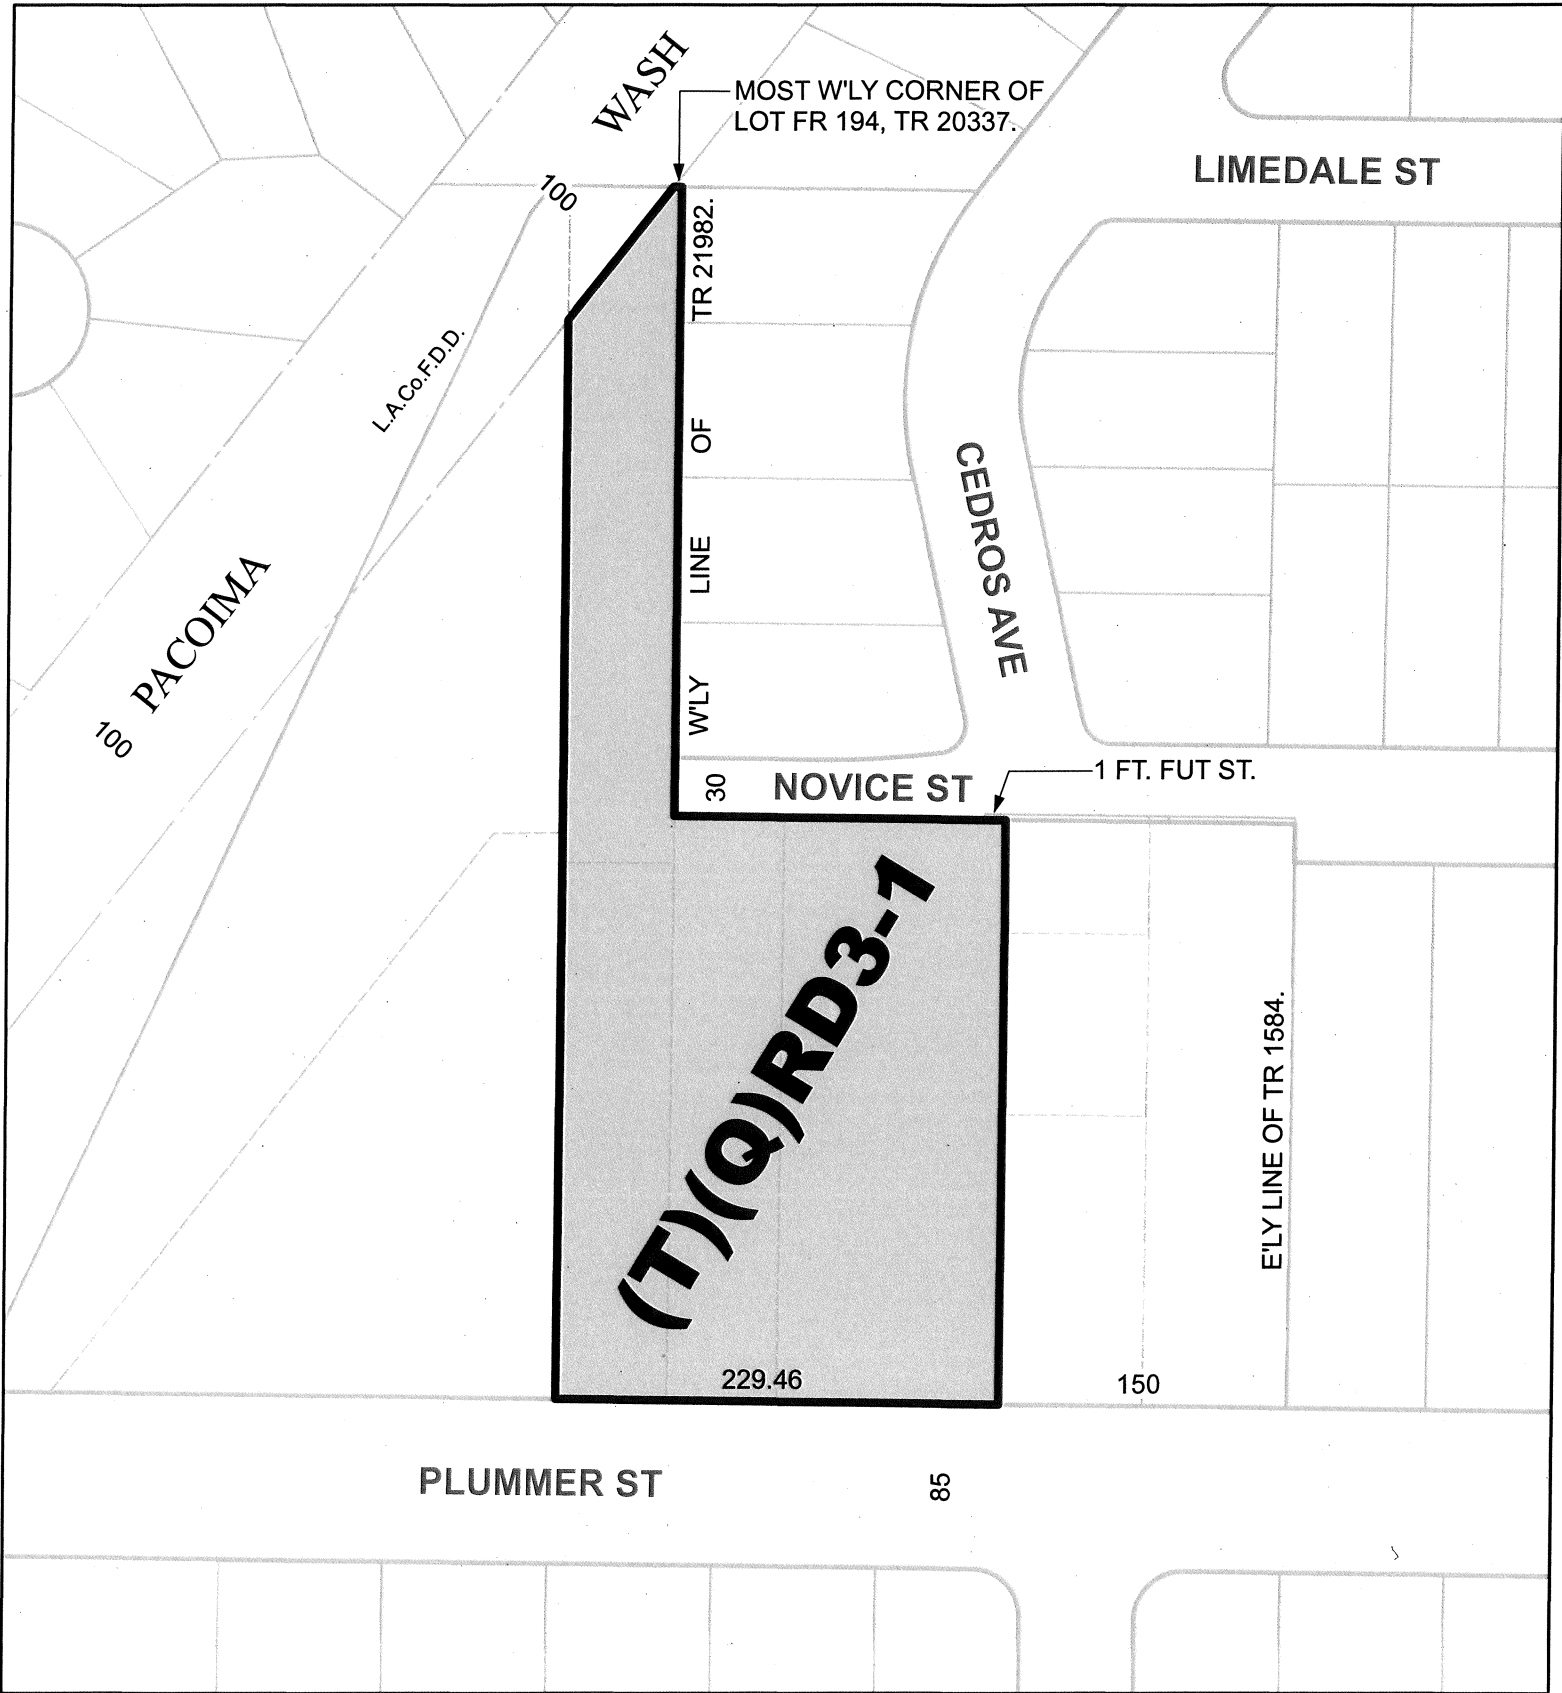 WASH
MOST W'LY CORNER OF
LOT FR 194, TR 20337.
LIMEDALE ST
100
TR 21982.
L.A.Co.F.D.D.
OF
CEDROS AVE
LINE
PACOIMA
W'LY
100
30
NOVICE ST
1 FT. FUT ST.
(T)(Q)RD3-1
E'LY LINE OF TR 1584.
229.46
150
PLUMMER ST
85